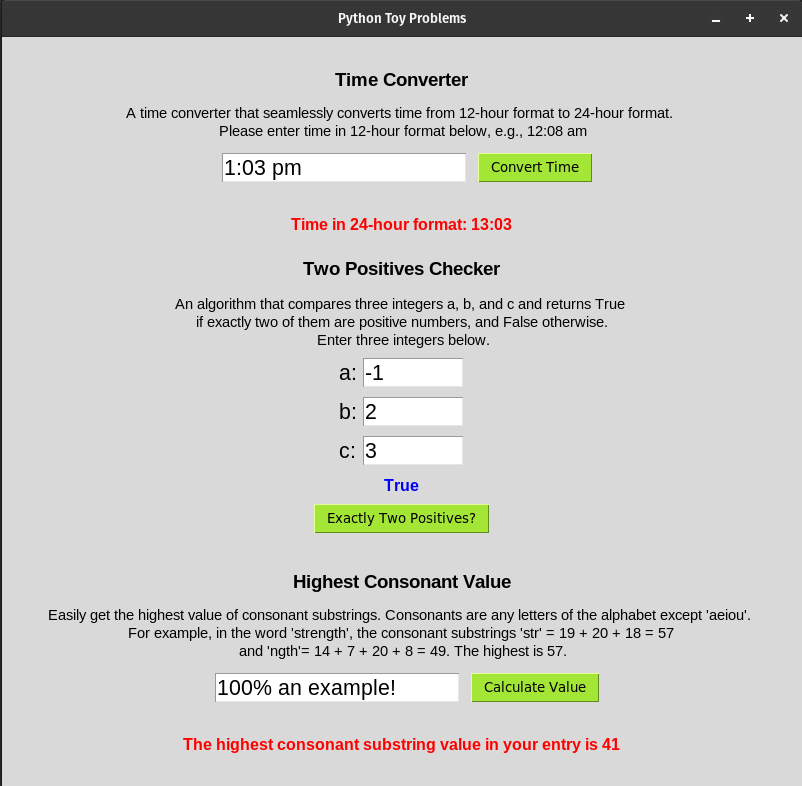 Python Toy Problems
Time Converter
A time converter that seamlessly converts time from 12-hour format to 24-hour format.
Please enter time in 12-hour format below, e.g., 12:08 am
1:03 pm Convert Time
Time in 24-hour format: 13:03
Two Positives Checker
An algorithm that compares three integers a, b, and c and returns True
if exactly two of them are positive numbers, and False otherwise.
Enter three integers below.
a: -1
b: 2
c: 3
True
Exactly Two Positives?
Highest Consonant Value
Easily get the highest value of consonant substrings. Consonants are any letters of the alphabet except 'aeiou'.
For example, in the word 'strength', the consonant substrings 'str' = 19 + 20 + 18 = 57
and 'ngth'= 14 + 7 + 20 + 8 = 49. The highest is 57.
100% an example! Calculate Value
The highest consonant substring value in your entry is 41